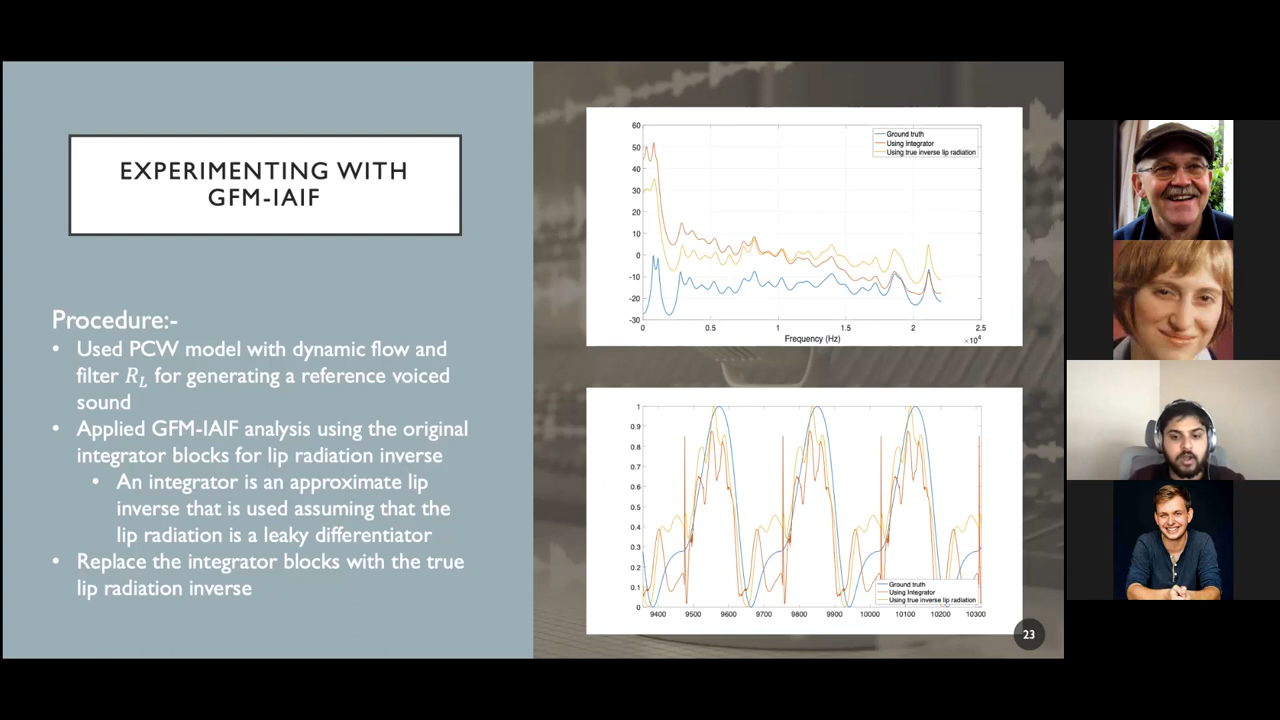 EXPERIMENTING WITH
GFM-IAIF
Procedure:-
• Used PCW model with dynamic flow and
filter R_L for generating a reference voiced
sound
• Applied GFM-IAIF analysis using the original
integrator blocks for lip radiation inverse
• An integrator is an approximate lip
inverse that is used assuming that the
lip radiation is a leaky differentiator
• Replace the integrator blocks with the true
lip radiation inverse
60
50
40
30
20
10
0
-10
-20
-30
0 0.5 1 1.5 2 2.5
×10⁴
Frequency (Hz)
Ground truth
Using Integrator
Using true inverse lip radiation
1
0.9
0.8
0.7
0.6
0.5
0.4
0.3
0.2
0.1
0
9400 9500 9600 9700 9800 9900 10000 10100 10200 10300
Ground truth
Using Integrator
Using true inverse lip radiation
23